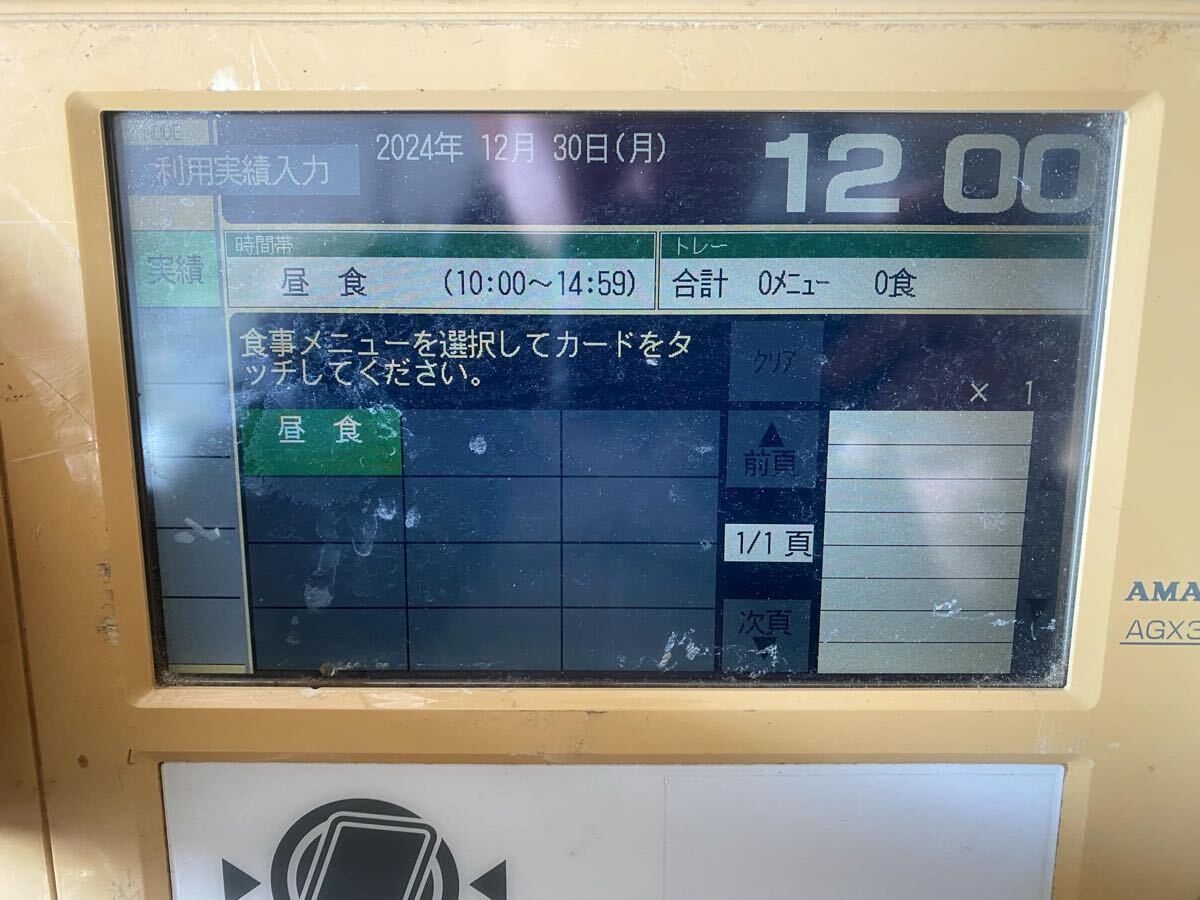 MODE
利用実績入力
2024年 12月 30日(月)
12 00
実績
時間帯
昼 食 (10:00〜14:59)
トレー
合計 0メニュー 0食
食事メニューを選択してカードをタ
ッチしてください。
クリア
× 1
昼 食
▲
前頁
1/1 頁
次頁
▼
AMA
AGX3